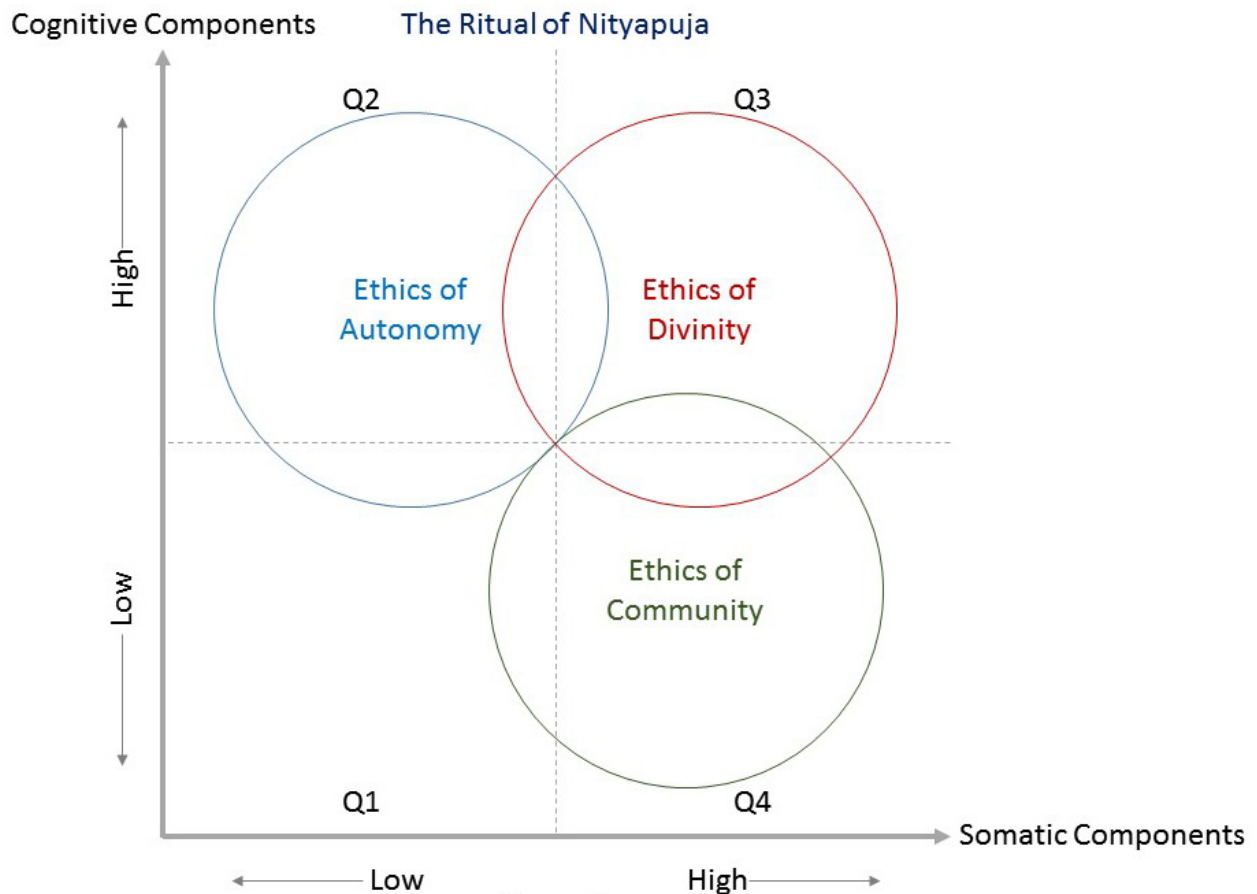 Cognitive Components
The Ritual of Nityapuja
Q2
Q3
High
Ethics of
Autonomy
Ethics of
Divinity
Low
Ethics of
Community
Q1
Q4
Somatic Components
Low
High